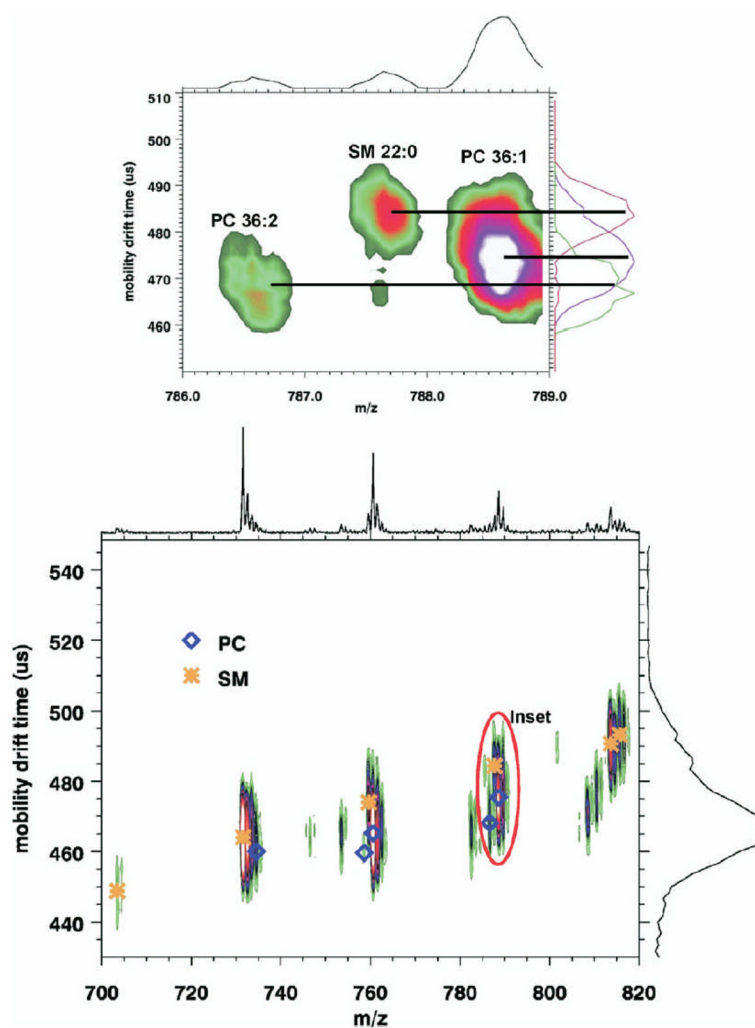 510
500
490
480
470
460
mobility drift time (us)
SM 22:0
PC 36:1
PC 36:2
786.0 787.0 788.0 789.0
m/z
540
520
500
480
460
440
mobility drift time (us)
PC
SM
Inset
700 720 740 760 780 800 820
m/z